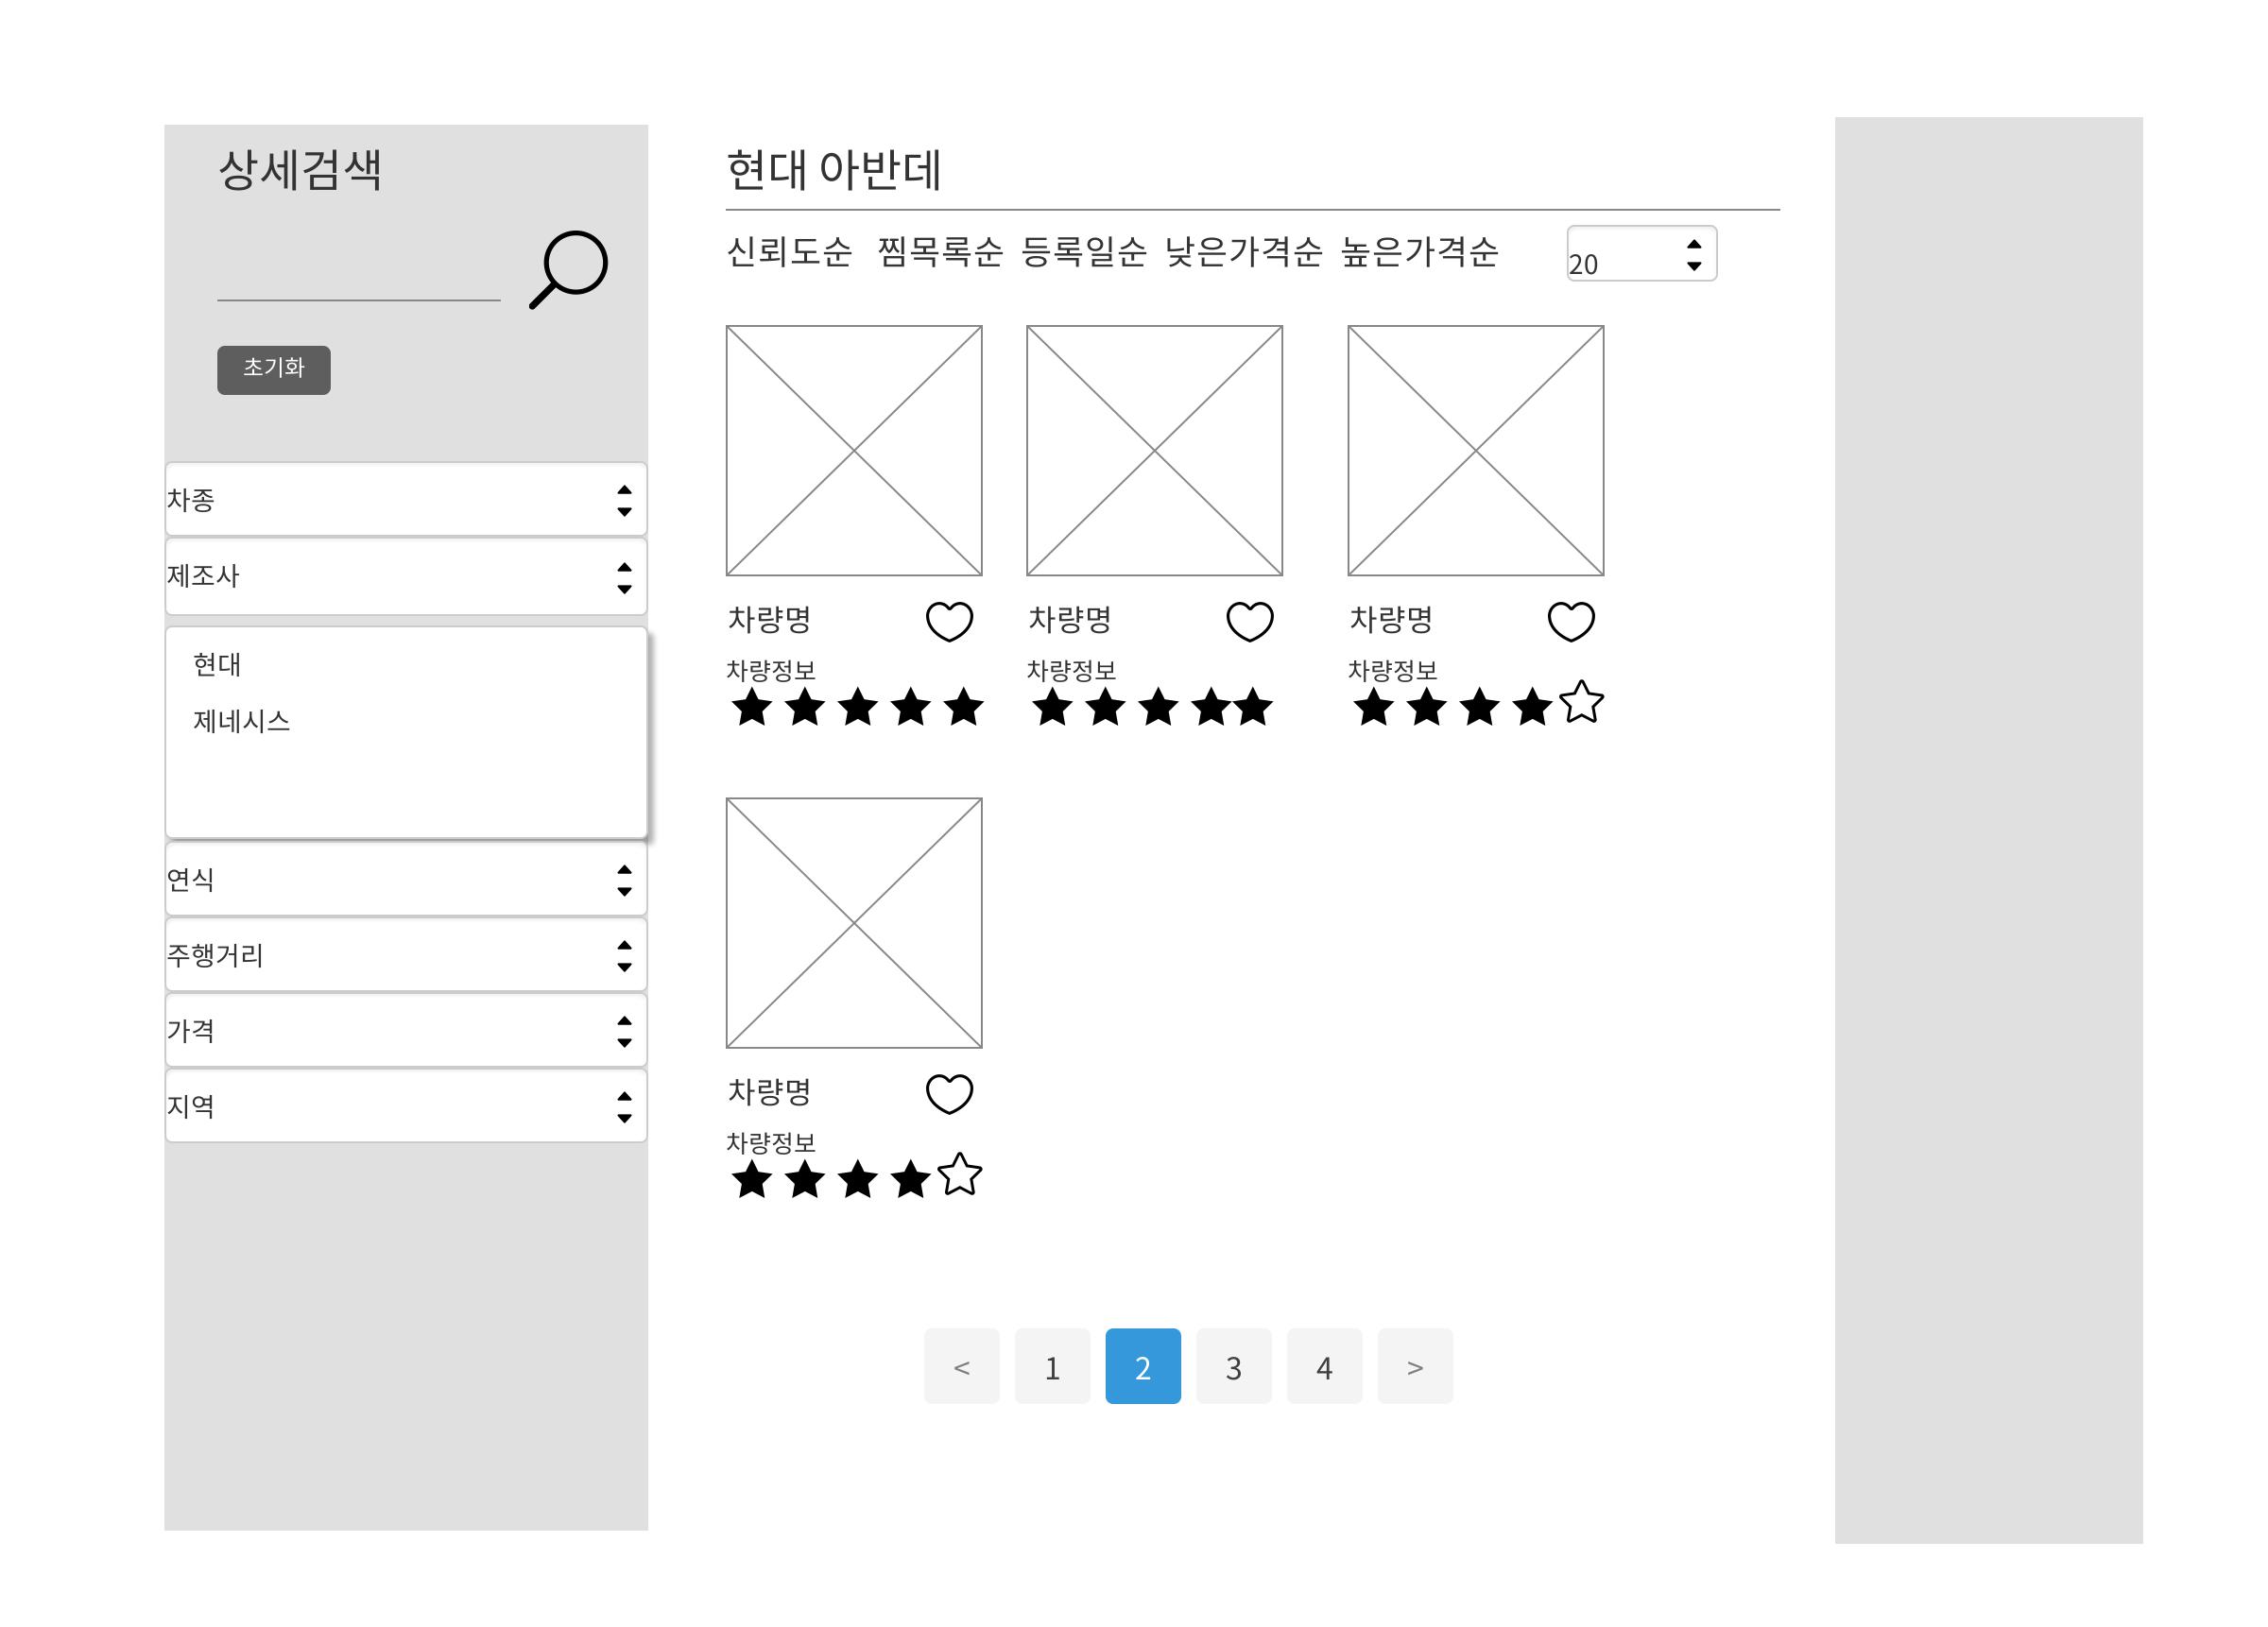 상세검색
초기화
차종
제조사
현대
제네시스
연식
주행거리
가격
지역
현대 아반데
신뢰도순 찜목록순 등록일순 낮은가격순 높은가격순 20
차량명 차량명 차량명
차량정보 차량정보 차량정보
차량명
차량정보
< 1 2 3 4 >